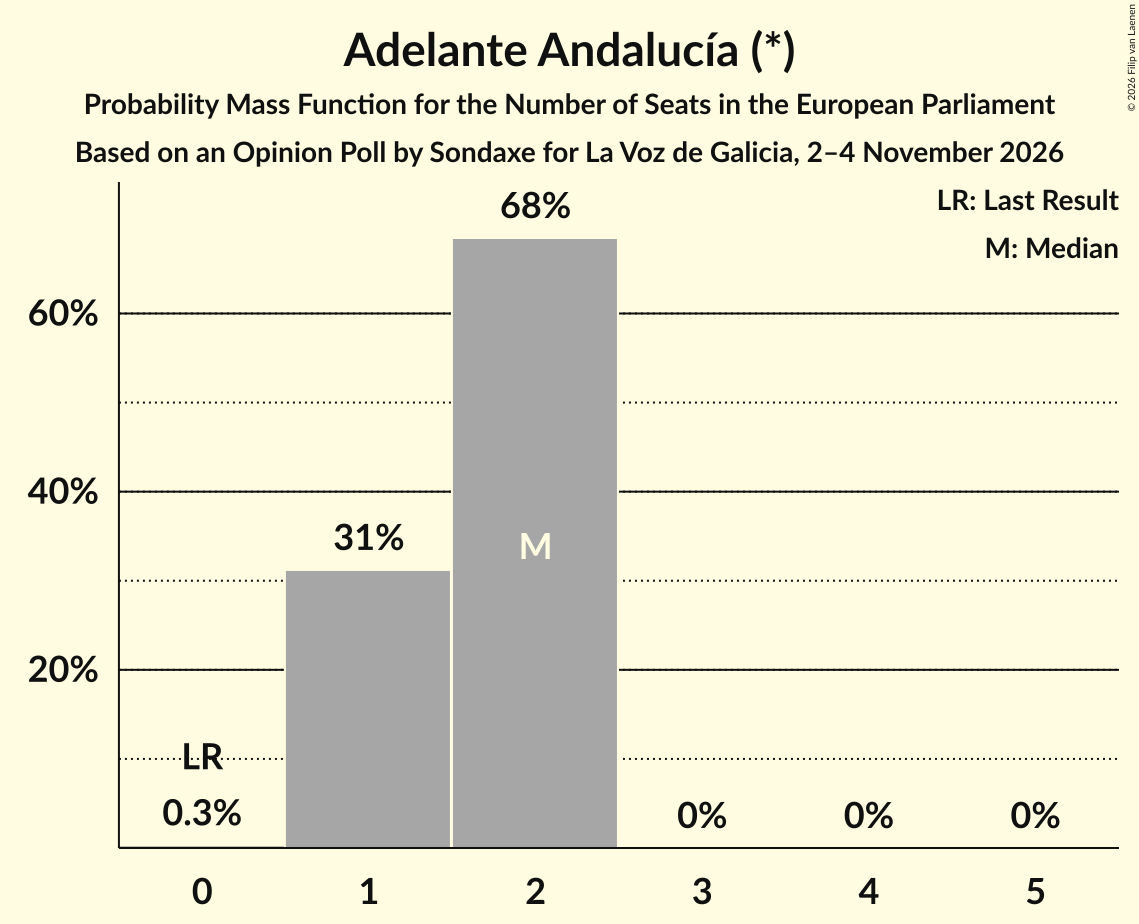 Adelante Andalucía (*)
Probability Mass Function for the Number of Seats in the European Parliament
Based on an Opinion Poll by Sondaxe for La Voz de Galicia, 2–4 November 2026
© 2026 Filip van Laenen
LR: Last Result
M: Median
68%
60%
40%
31%
M
20%
LR
0.3%
0%
0%
0%
0
1
2
3
4
5